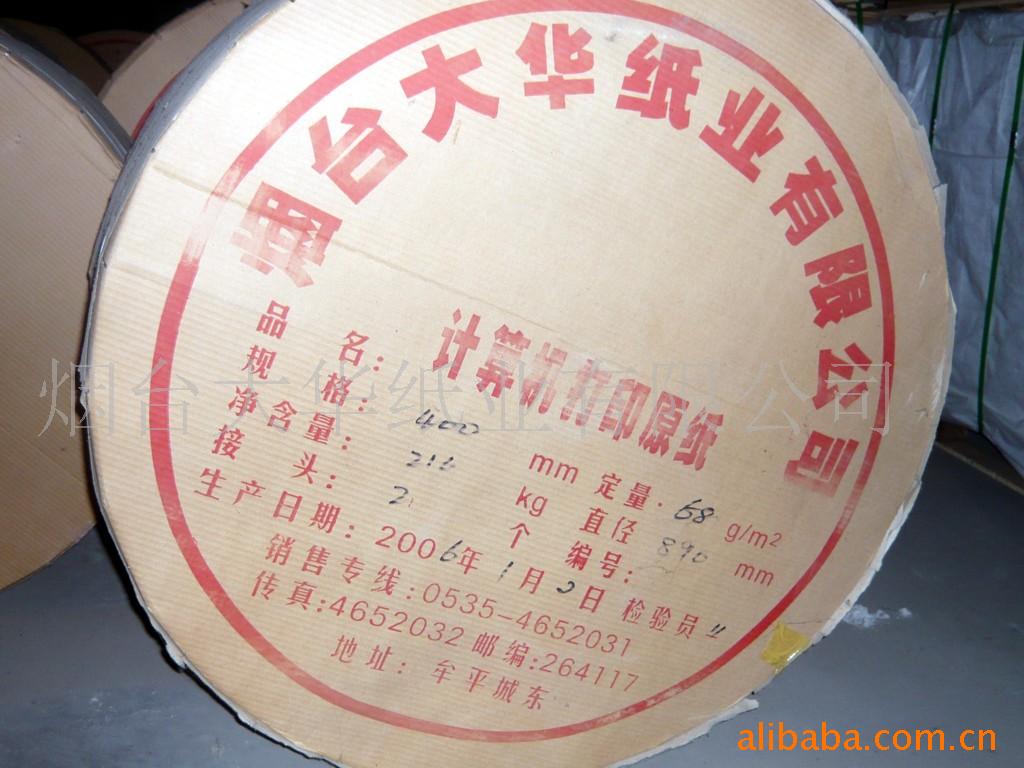 烟台大华纸业有限公司
品 名: 计算机打印原纸
规 格: 400 mm 定量. 68 g/m2
净含量: 216 kg 直径 890 mm
接 头: 2 个 编号:
生产日期: 2006年1月2日 检验员
销售专线:0535-4652031
传真:4652032 邮编:264117
地址: 牟平城东
烟台大华纸业有限公司
alibaba.com.cn